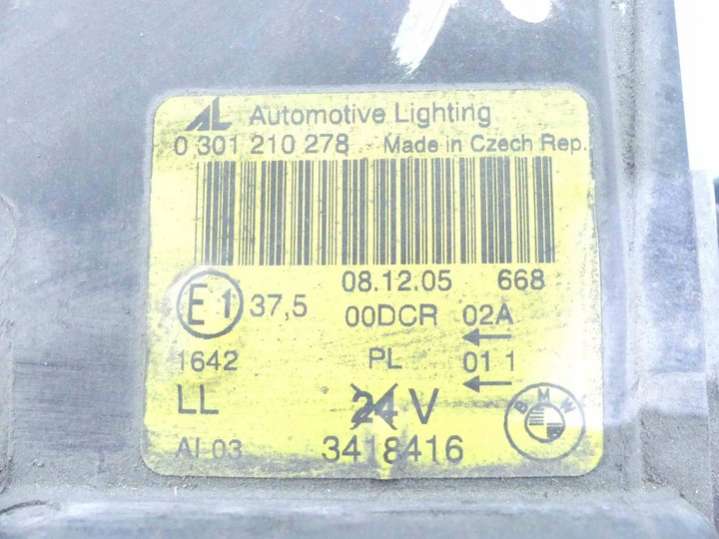 AL Automotive Lighting
0 301 210 278 Made in Czech Rep.
08.12.05 668
E1 37,5 00DCR 02A
1642 PL 01 1
LL 24 V BMW
Al 03 3418416